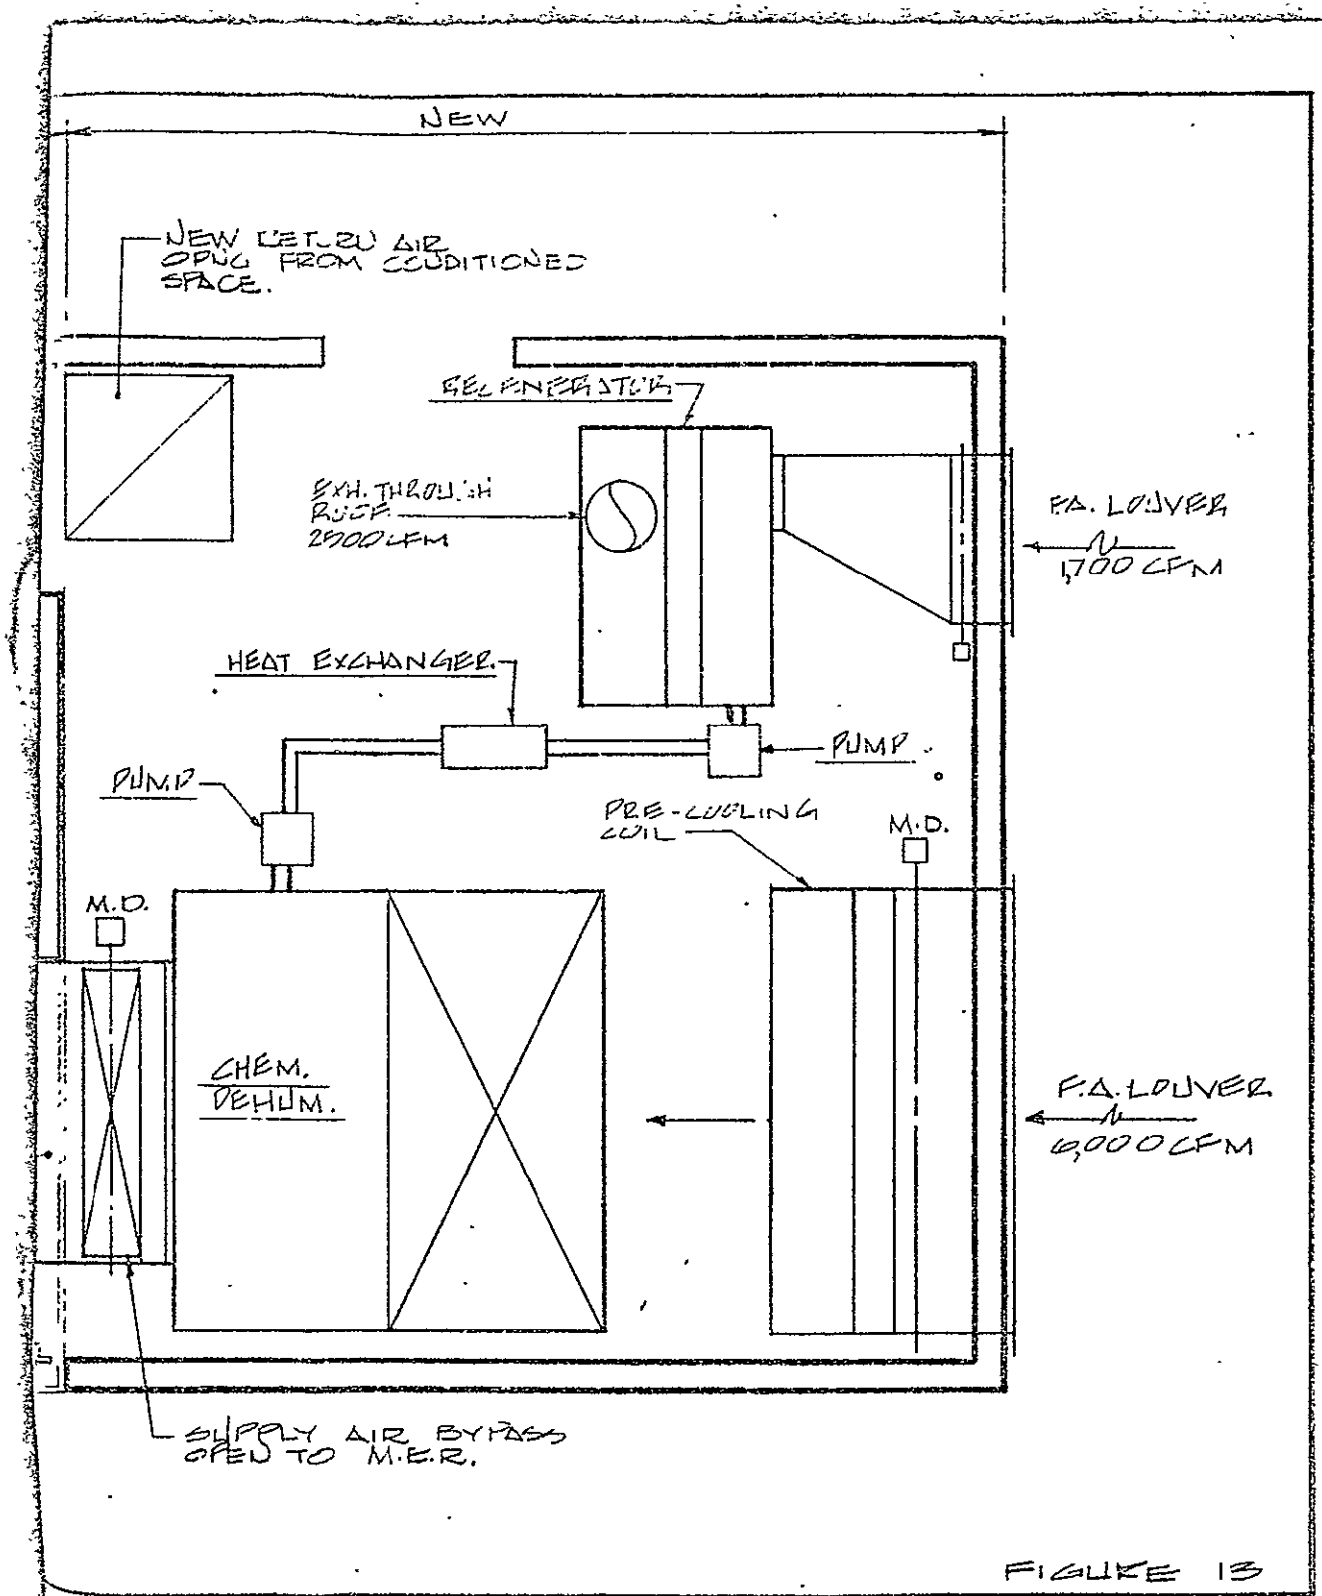 NEW
NEW RETURN AIR
OPNG FROM CONDITIONED
SPACE.
REGENERATOR
EXH. THROUGH
ROOF
2500 CFM
F.A. LOUVER
1,700 CFM
HEAT EXCHANGER
PUMP
PUMP
PRE-COOLING
COIL
M.D.
M.D.
CHEM.
DEHUM.
F.A. LOUVER
6,000 CFM
SUPPLY AIR BYPASS
OPEN TO M.E.R.
FIGURE 13